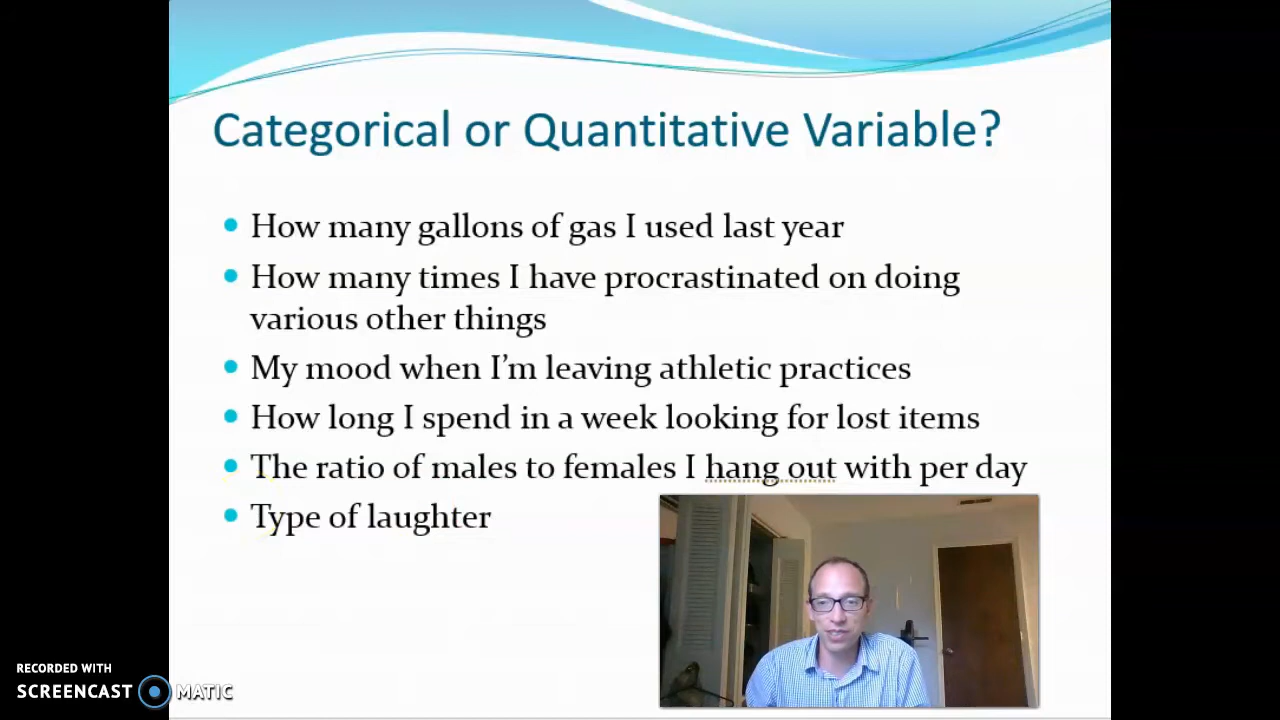 Categorical or Quantitative Variable?
How many gallons of gas I used last year
How many times I have procrastinated on doing
various other things
My mood when I'm leaving athletic practices
How long I spend in a week looking for lost items
The ratio of males to females I hang out with per day
Type of laughter
RECORDED WITH
SCREENCAST MATIC